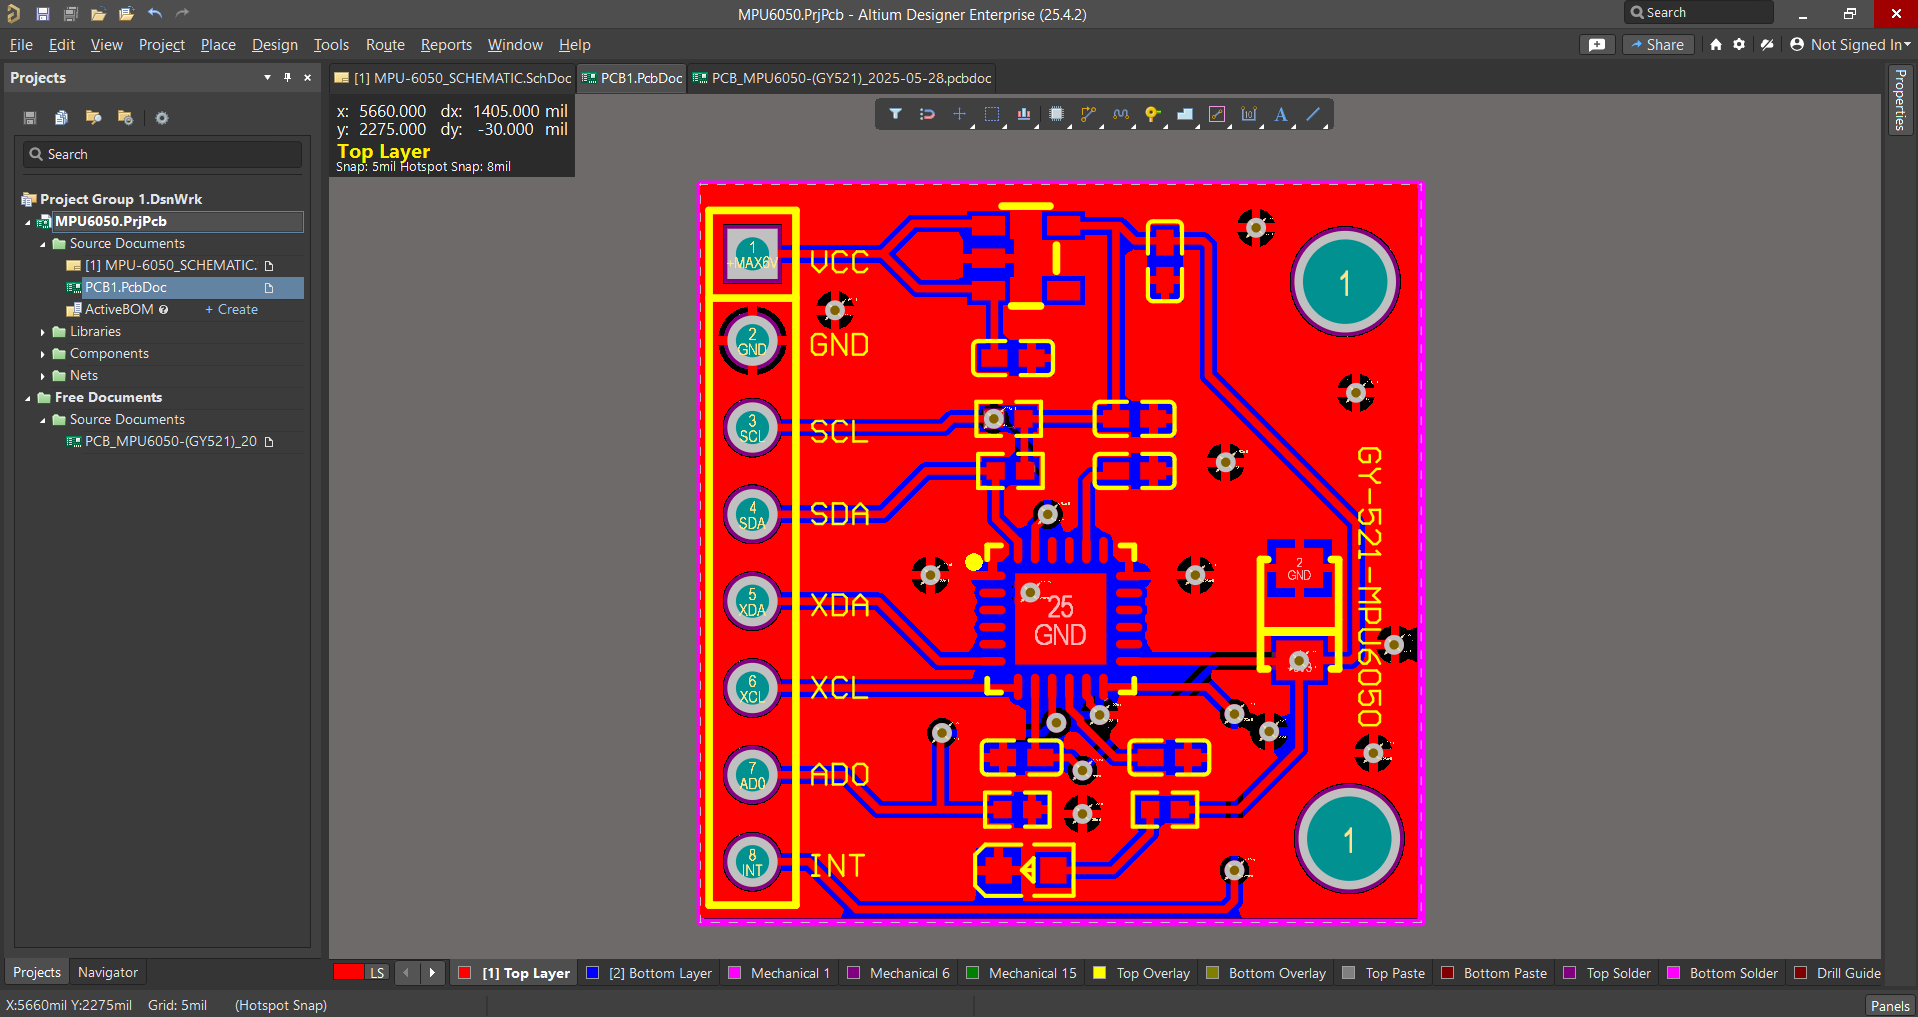 MPU6050.PrjPcb - Altium Designer Enterprise (25.4.2)
Search
File Edit View Project Place Design Tools Route Reports Window Help
Share
Not Signed In
Projects
[1] MPU-6050_SCHEMATIC.SchDoc
PCB1.PcbDoc
PCB_MPU6050-(GY521)_2025-05-28.pcbdoc
Properties
x: 5660.000 dx: 1405.000 mil
y: 2275.000 dy: -30.000 mil
Top Layer
Snap: 5mil Hotspot Snap: 8mil
Search
Project Group 1.DsnWrk
MPU6050.PrjPcb
Source Documents
[1] MPU-6050_SCHEMATIC.
PCB1.PcbDoc
ActiveBOM + Create
Libraries
Components
Nets
Free Documents
Source Documents
PCB_MPU6050-(GY521)_20
1
+MAX6V
VCC
2
GND
GND
3
SCL
SCL
4
SDA
SDA
5
XDA
XDA
6
XCL
XCL
7
AD0
AD0
8
INT
INT
25
GND
2
GND
GY-521-MPU6050
1
1
Projects Navigator
LS
[1] Top Layer
[2] Bottom Layer
Mechanical 1
Mechanical 6
Mechanical 15
Top Overlay
Bottom Overlay
Top Paste
Bottom Paste
Top Solder
Bottom Solder
Drill Guide
X:5660mil Y:2275mil Grid: 5mil (Hotspot Snap)
Panels